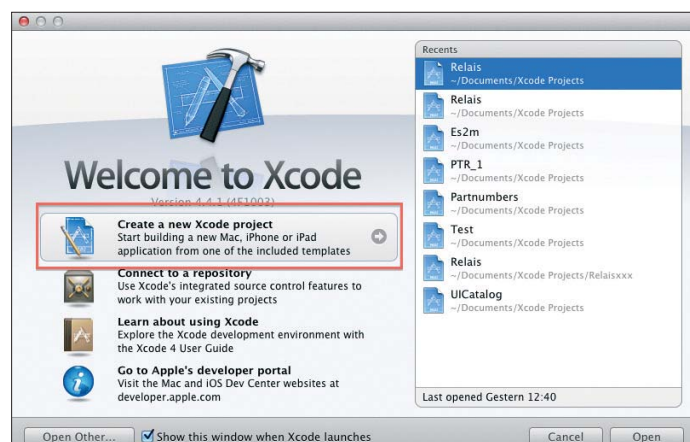 Welcome to Xcode
Version 4.4.1 (4F1003)
Create a new Xcode project
Start building a new Mac, iPhone or iPad
application from one of the included templates
Connect to a repository
Use Xcode's integrated source control features to
work with your existing projects
Learn about using Xcode
Explore the Xcode development environment with
the Xcode 4 User Guide
Go to Apple's developer portal
Visit the Mac and iOS Dev Center websites at
developer.apple.com
Recents
Relais
~/Documents/Xcode Projects
Relais
~/Documents/Xcode Projects
Es2m
~/Documents/Xcode Projects
PTR_1
~/Documents/Xcode Projects
Partnumbers
~/Documents/Xcode Projects
Test
~/Documents/Xcode Projects
Relais
~/Documents/Xcode Projects/Relaisxxx
UICatalog
~/Documents/Xcode Projects
Last opened Gestern 12:40
Open Other...
Show this window when Xcode launches
Cancel
Open